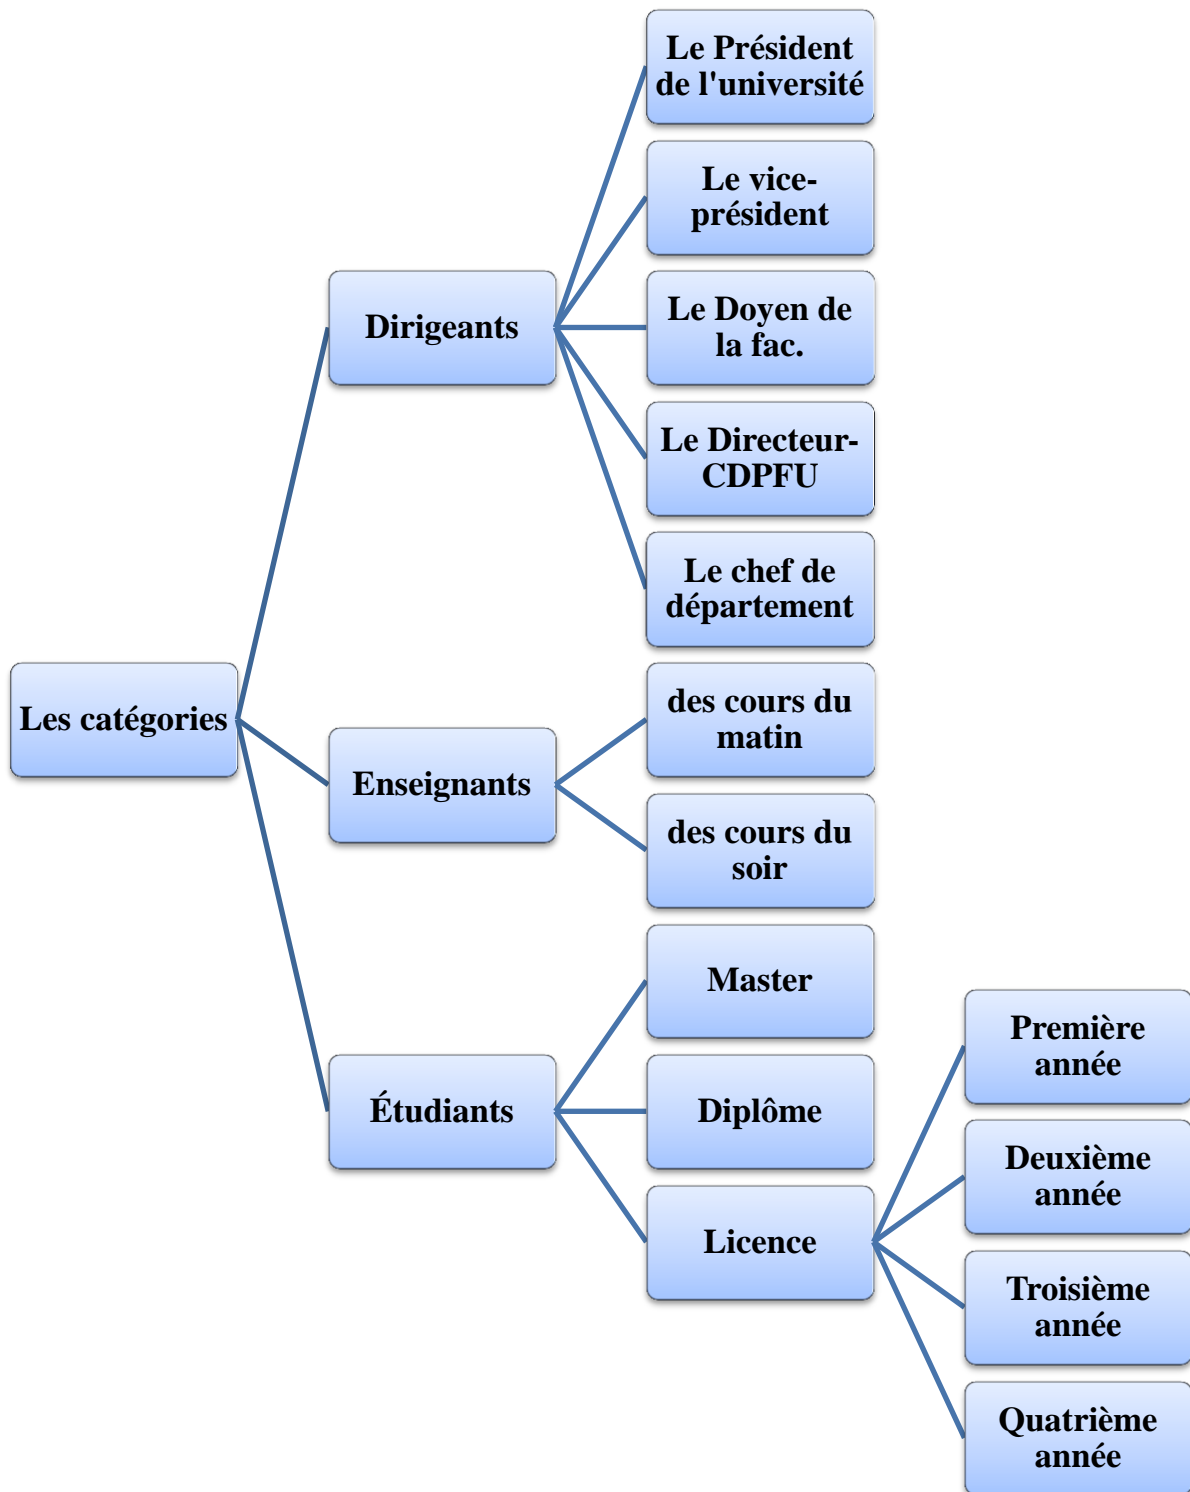 Le Président
de l'université
Le vice-
président
Le Doyen de
la fac.
Dirigeants
Le Directeur-
CDPFU
Le chef de
département
Les catégories
des cours du
matin
Enseignants
des cours du
soir
Master
Étudiants
Diplôme
Licence
Première
année
Deuxième
année
Troisième
année
Quatrième
année